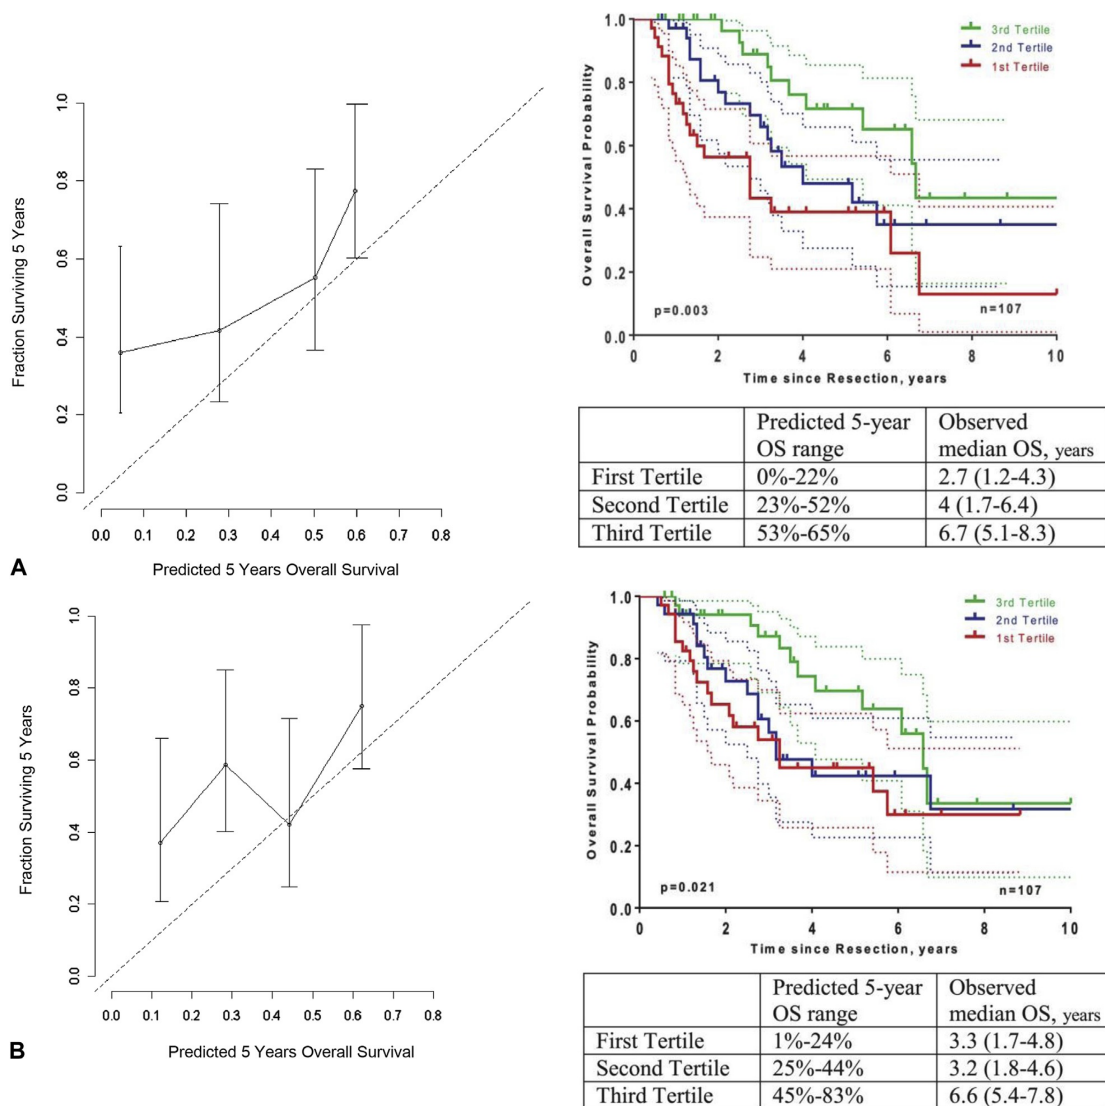 1.0
0.8
0.6
0.4
0.2
0.0
Fraction Surviving 5 Years
0.0 0.1 0.2 0.3 0.4 0.5 0.6 0.7 0.8
Predicted 5 Years Overall Survival
A
1.0
0.8
0.6
0.4
0.2
0.0
Overall Survival Probability
3rd Tertile
2nd Tertile
1st Tertile
p=0.003
n=107
0 2 4 6 8 10
Time since Resection, years
Predicted 5-year Observed
OS range median OS, years
First Tertile 0%-22% 2.7 (1.2-4.3)
Second Tertile 23%-52% 4 (1.7-6.4)
Third Tertile 53%-65% 6.7 (5.1-8.3)
1.0
0.8
0.6
0.4
0.2
0.0
Fraction Surviving 5 Years
0.0 0.1 0.2 0.3 0.4 0.5 0.6 0.7 0.8
Predicted 5 Years Overall Survival
B
1.0
0.8
0.6
0.4
0.2
0.0
Overall Survival Probability
3rd Tertile
2nd Tertile
1st Tertile
p=0.021
n=107
0 2 4 6 8 10
Time since Resection, years
Predicted 5-year Observed
OS range median OS, years
First Tertile 1%-24% 3.3 (1.7-4.8)
Second Tertile 25%-44% 3.2 (1.8-4.6)
Third Tertile 45%-83% 6.6 (5.4-7.8)